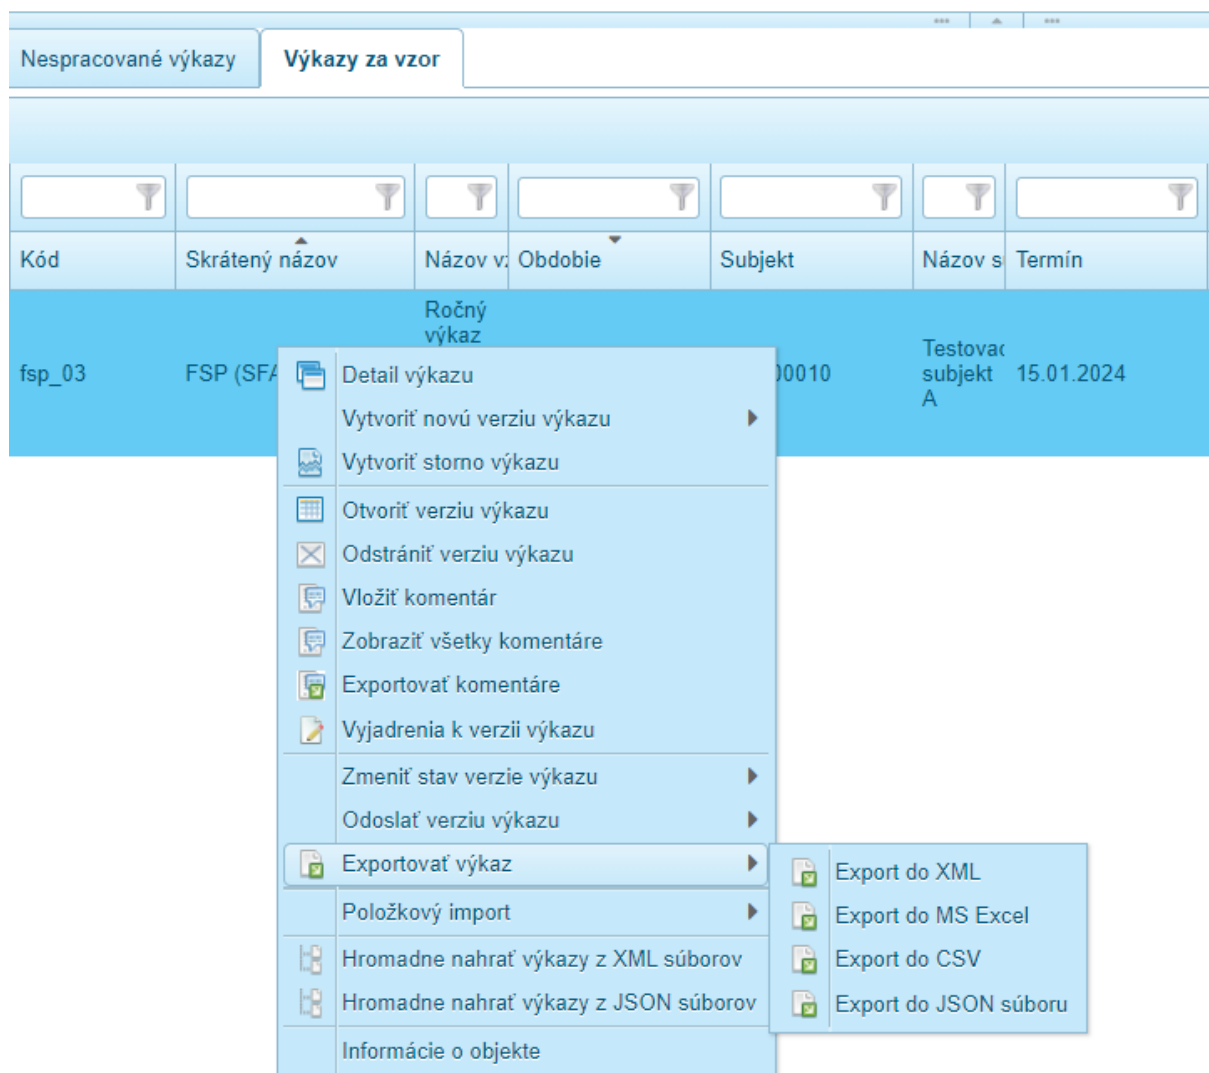 Nespracované výkazy
Výkazy za vzor
Kód
Skrátený názov
Názov
Obdobie
Subjekt
Názov
Termín
Ročný
výkaz
fsp_03
FSP
00010
subjekt
A
15.01.2024
Detail výkazu
Vytvoriť novú verziu výkazu
Vytvoriť storno výkazu
Otvoriť verziu výkazu
Odstrániť verziu výkazu
Vložiť komentár
Zobraziť všetky komentáre
Exportovať komentáre
Vyjadrenia k verzii výkazu
Zmeniť stav verzie výkazu
Odoslať verziu výkazu
Exportovať výkaz
Export do XML
Export do MS Excel
Export do CSV
Export do JSON súboru
Položkový import
Hromadne nahrať výkazy z XML súborov
Hromadne nahrať výkazy z JSON súborov
Informácie o objekte